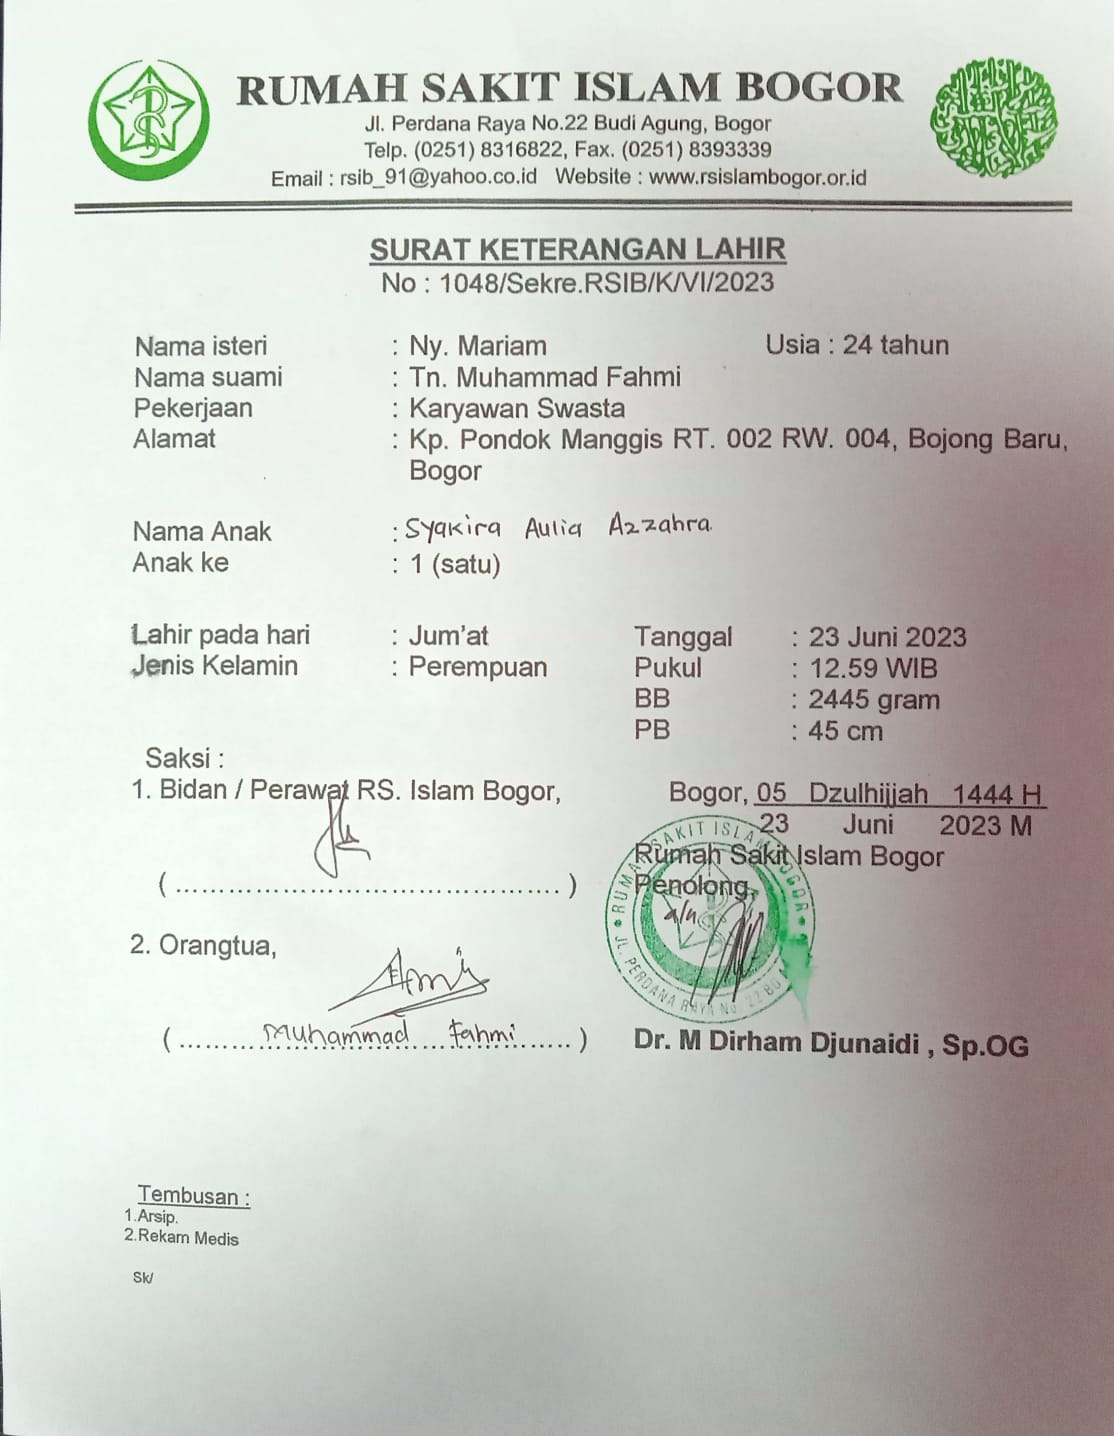 RUMAH SAKIT ISLAM BOGOR
Jl. Perdana Raya No.22 Budi Agung, Bogor
Telp. (0251) 8316822, Fax. (0251) 8393339
Email : rsib_91@yahoo.co.id Website : www.rsislambogor.or.id
SURAT KETERANGAN LAHIR
No : 1048/Sekre.RSIB/K/VI/2023
Nama isteri : Ny. Mariam Usia : 24 tahun
Nama suami : Tn. Muhammad Fahmi
Pekerjaan : Karyawan Swasta
Alamat : Kp. Pondok Manggis RT. 002 RW. 004, Bojong Baru,
Bogor
Nama Anak : Syakira Aulia Azzahra
Anak ke : 1 (satu)
Lahir pada hari : Jum'at Tanggal : 23 Juni 2023
Jenis Kelamin : Perempuan Pukul : 12.59 WIB
BB : 2445 gram
PB : 45 cm
Saksi :
1. Bidan / Perawat RS. Islam Bogor, Bogor, 05 Dzulhijjah 1444 H
23 Juni 2023 M
Rumah Sakit Islam Bogor
(................................................) Penolong,
a/n
2. Orangtua,
RUMAH SAKIT ISLAM BOGOR
JL. PERDANA RAYA No. 22 BO
(Muhammad Fahmi) Dr. M Dirham Djunaidi , Sp.OG
Tembusan :
1.Arsip.
2.Rekam Medis
Sk/